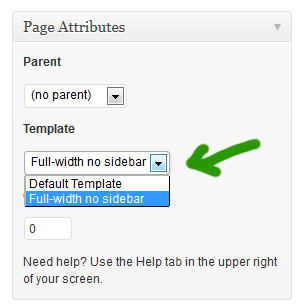 Page Attributes
Parent
(no parent)
Template
Full-width no sidebar
Default Template
Full-width no sidebar
0
Need help? Use the Help tab in the upper right
of your screen.